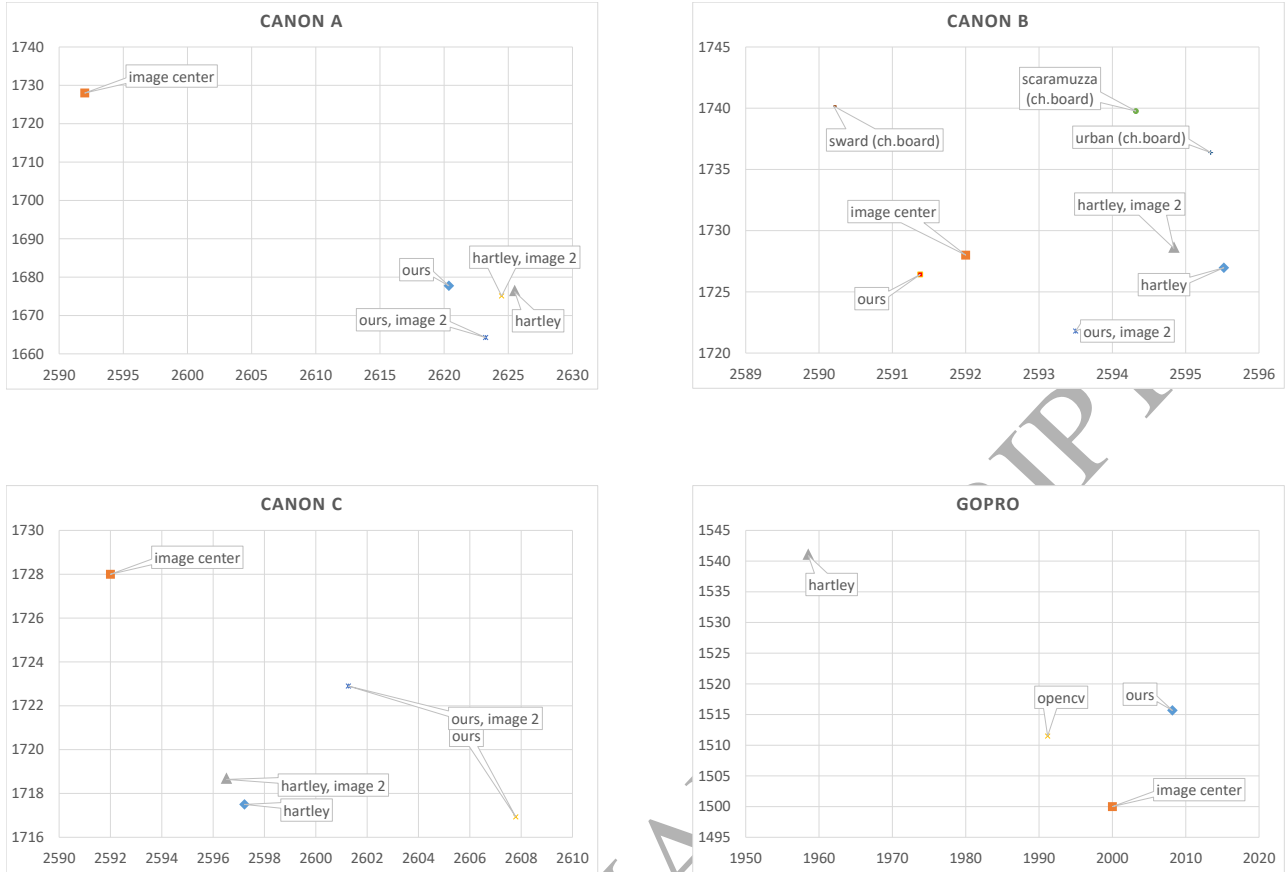 CANON A
1740
1730
1720
1710
1700
1690
1680
1670
1660
2590 2595 2600 2605 2610 2615 2620 2625 2630
image center
ours
hartley, image 2
ours, image 2
hartley
CANON B
1745
1740
1735
1730
1725
1720
2589 2590 2591 2592 2593 2594 2595 2596
scaramuzza
(ch.board)
sward (ch.board)
urban (ch.board)
image center
hartley, image 2
ours
hartley
ours, image 2
CANON C
1730
1728
1726
1724
1722
1720
1718
1716
2590 2592 2594 2596 2598 2600 2602 2604 2606 2608 2610
image center
ours, image 2
ours
hartley, image 2
hartley
GOPRO
1545
1540
1535
1530
1525
1520
1515
1510
1505
1500
1495
1950 1960 1970 1980 1990 2000 2010 2020
hartley
opencv
ours
image center